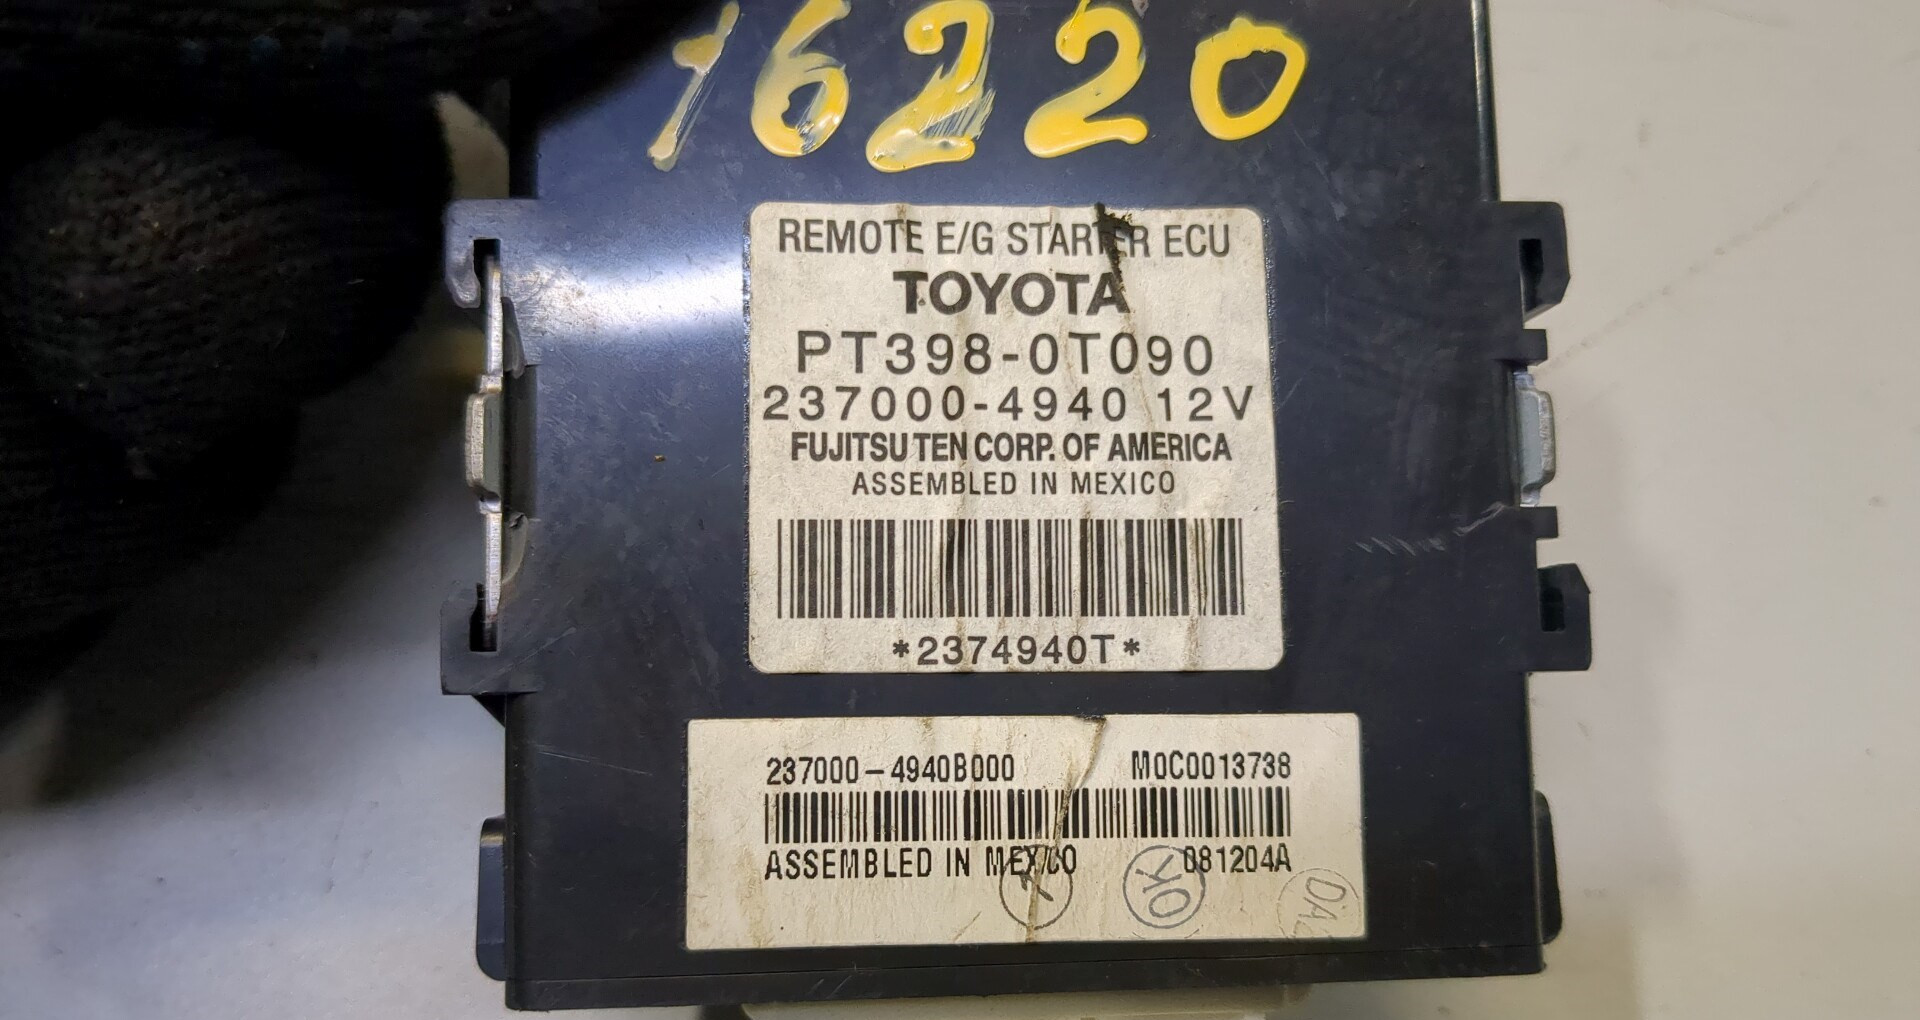 16220
REMOTE E/G STARTER ECU
TOYOTA
PT398-0T090
237000-4940 12V
FUJITSU TEN CORP. OF AMERICA
ASSEMBLED IN MEXICO
*2374940T*
237000-4940B000 M0C0013738
ASSEMBLED IN MEXICO 081204A
OK